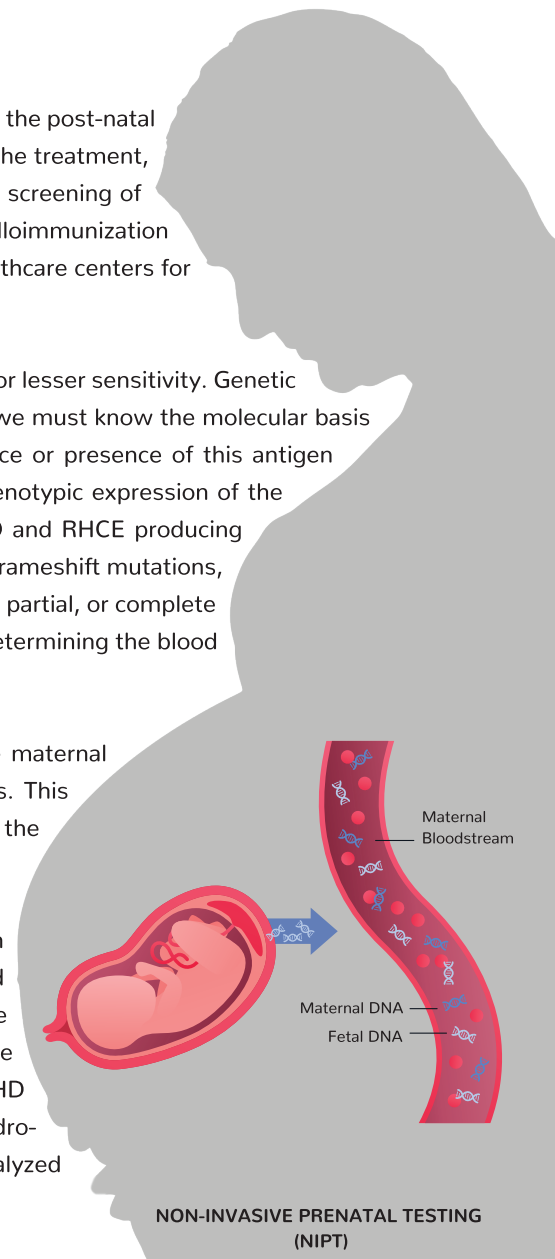 the post-natal
he treatment,
screening of
lloimmunization
thcare centers for
or lesser sensitivity. Genetic
we must know the molecular basis
ce or presence of this antigen
enotypic expression of the
and RHCE producing
rameshift mutations,
partial, or complete
etermining the blood
maternal
s. This
the
Maternal
Bloodstream
n
d
e
e
HD
dro-
alyzed
Maternal DNA
Fetal DNA
NON-INVASIVE PRENATAL TESTING
(NIPT)